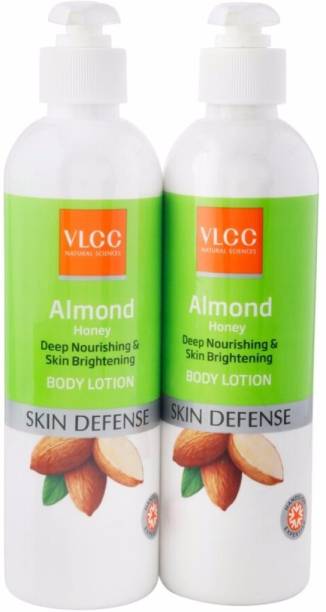 VLCC
NATURAL SCIENCES
Almond
Honey
Deep Nourishing &
Skin Brightening
BODY LOTION
SKIN DEFENSE
VLCC
NATURAL SCIENCES
Almond
Honey
Deep Nourishing &
Skin Brightening
BODY LOTION
SKIN DEFENSE